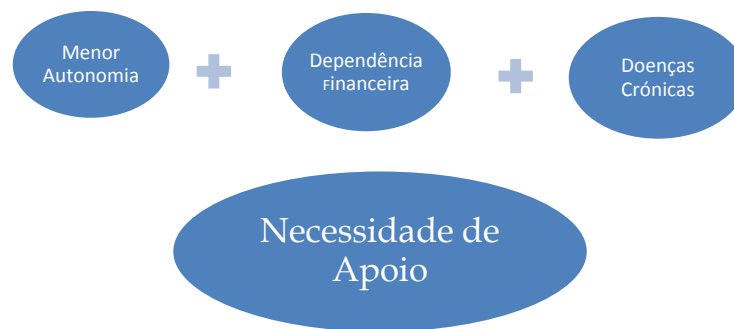 Menor
Autonomia
Dependência
Financeira
Doenças
Crónicas
Necessidade de
Apoio